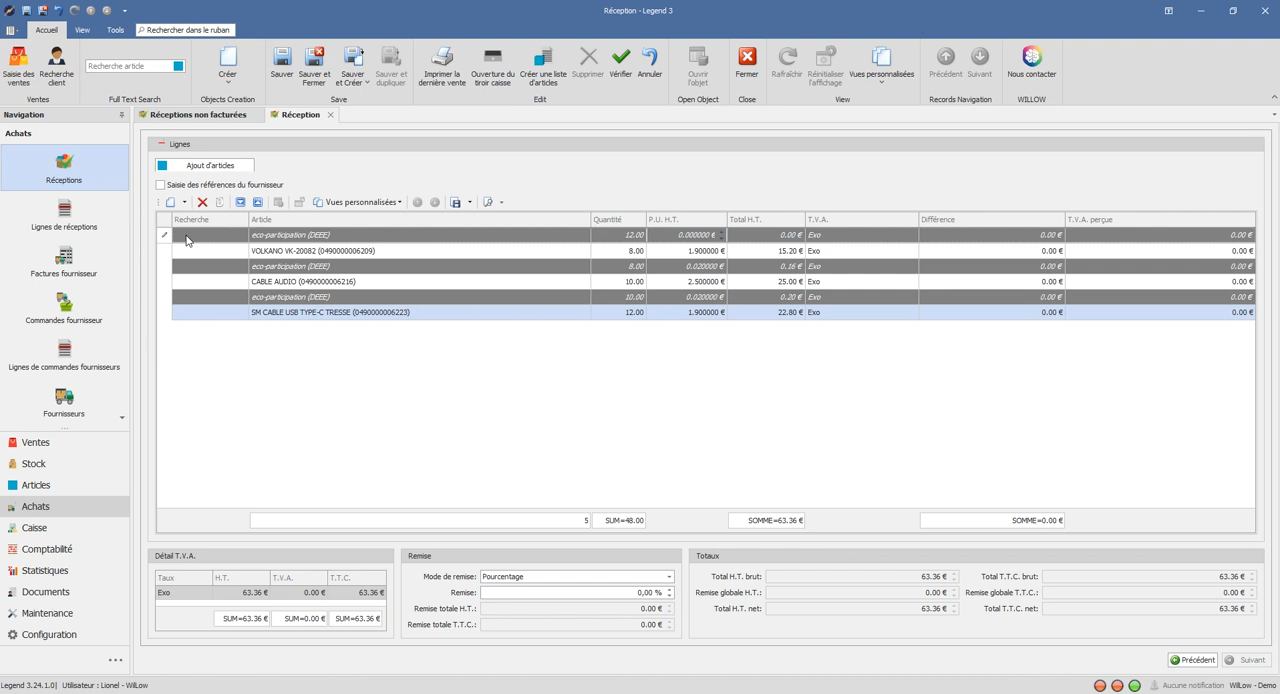 Réception - Legend 3
Accueil View Tools Rechercher dans le ruban
Saisie des ventes
Recherche client
Ventes
Recherche article
Full Text Search
Créer
Objects Creation
Sauver
Sauver et Fermer
Sauver et Créer
Sauver et dupliquer
Save
Imprimer la dernière vente
Ouverture du tiroir caisse
Créer une liste d'articles
Supprimer
Vérifier
Annuler
Edit
Ouvrir l'objet
Open Object
Fermer
Close
Rafraîchir
Réinitialiser l'affichage
Vues personnalisées
View
Précédent
Suivant
Records Navigation
Nous contacter
WILLOW
Navigation
Réceptions non facturées
Réception
Achats
Réceptions
Lignes de réceptions
Factures fournisseur
Commandes fournisseur
Lignes de commandes fournisseurs
Fournisseurs
Ventes
Stock
Articles
Achats
Caisse
Comptabilité
Statistiques
Documents
Maintenance
Configuration
Lignes
Ajout d'articles
Saisie des références du fournisseur
Vues personnalisées
Recherche Article Quantité P.U. H.T. Total H.T. T.V.A. Différence T.V.A. perçue
eco-participation (DEEE) 12.00 0.000000 € 0.00 € Exo 0.00 € 0.00 €
VOLKANO VK-20082 (0490000006209) 8.00 1.900000 € 15.20 € Exo 0.00 € 0.00 €
eco-participation (DEEE) 8.00 0.020000 € 0.16 € Exo 0.00 € 0.00 €
CABLE AUDIO (0490000006216) 10.00 2.500000 € 25.00 € Exo 0.00 € 0.00 €
eco-participation (DEEE) 10.00 0.020000 € 0.20 € Exo 0.00 € 0.00 €
SM CABLE USB TYPE-C TRESSE (0490000006223) 12.00 1.900000 € 22.80 € Exo 0.00 € 0.00 €
5 SUM=48.00 SOMME=63.36 € SOMME=0.00 €
Détail T.V.A.
Taux H.T. T.V.A. T.T.C.
Exo 63.36 € 0.00 € 63.36 €
SUM=63.36 € SUM=0.00 € SUM=63.36 €
Remise
Mode de remise: Pourcentage
Remise: 0,00 %
Remise totale H.T.: 0.00 €
Remise totale T.T.C.: 0.00 €
Totaux
Total H.T. brut: 63.36 € Total T.T.C. brut: 63.36 €
Remise globale H.T.: 0.00 € Remise globale T.T.C.: 0.00 €
Total H.T. net: 63.36 € Total T.T.C. net: 63.36 €
Précédent Suivant
Legend 3.24.1.0| Utilisateur : Lionel - WilLow
Aucune notification WilLow - Demo